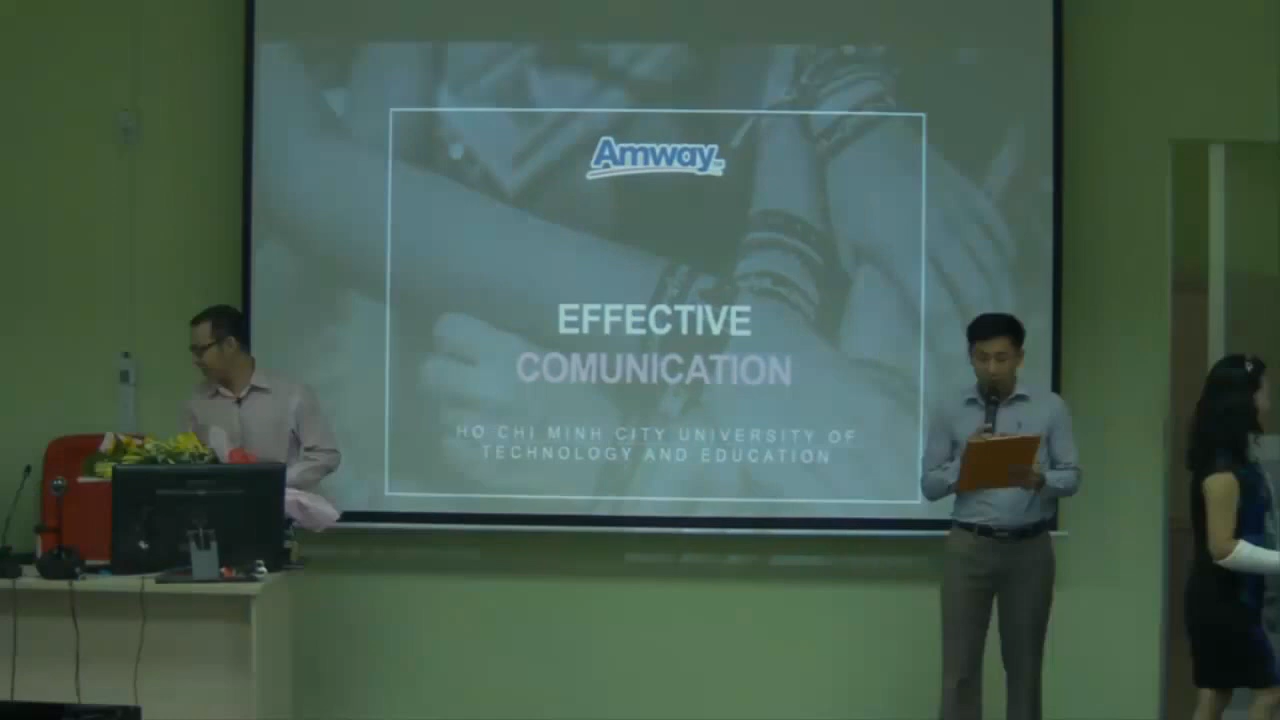 Amway
EFFECTIVE
COMUNICATION
HO CHI MINH CITY UNIVERSITY OF
TECHNOLOGY AND EDUCATION